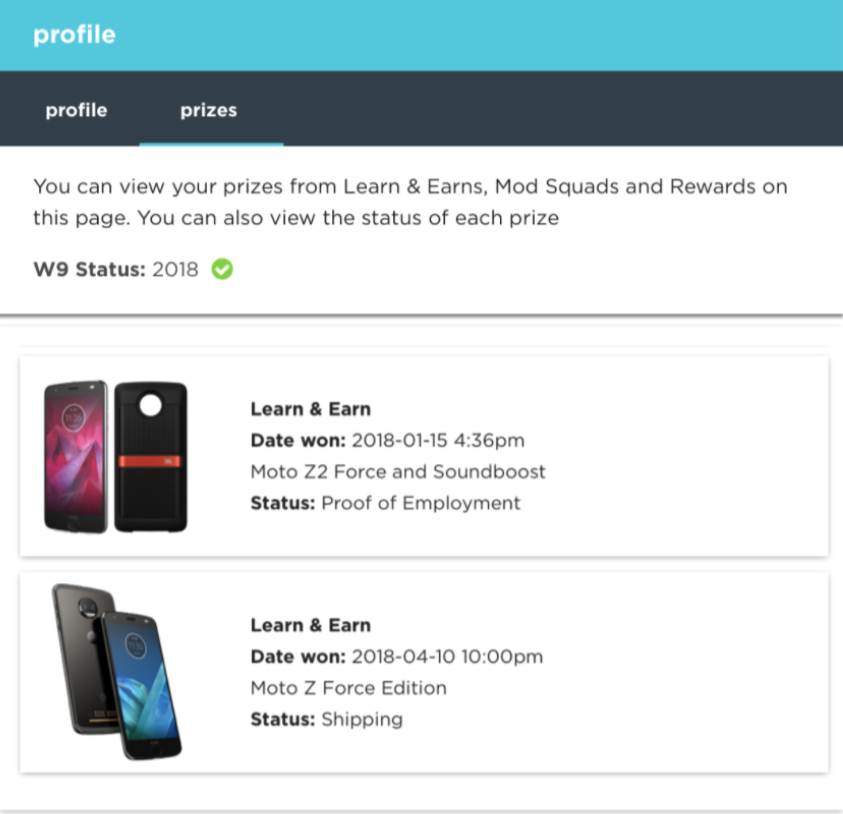 profile
profile
prizes
You can view your prizes from Learn & Earns, Mod Squads and Rewards on
this page. You can also view the status of each prize
W9 Status: 2018
Learn & Earn
Date won: 2018-01-15 4:36pm
Moto Z2 Force and Soundboost
Status: Proof of Employment
Learn & Earn
Date won: 2018-04-10 10:00pm
Moto Z Force Edition
Status: Shipping